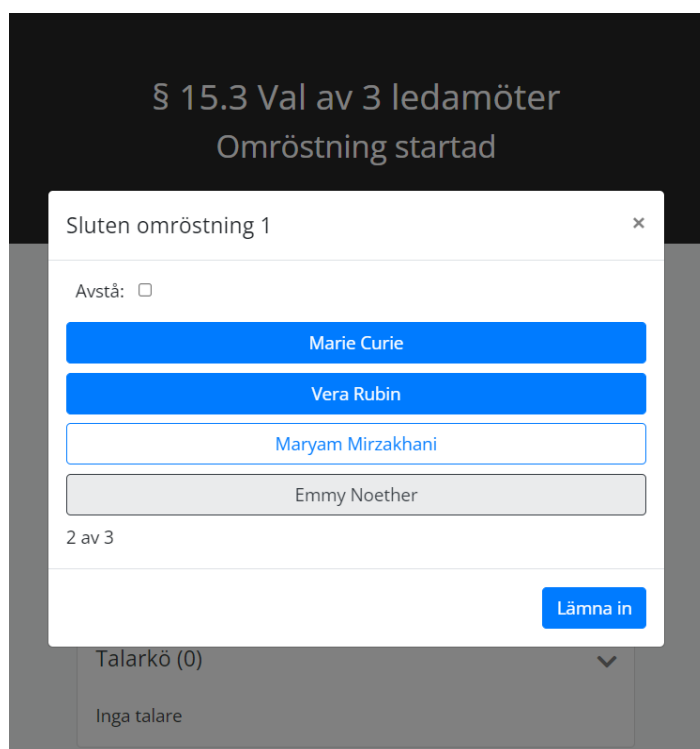 § 15.3 Val av 3 ledamöter
Omröstning startad
Sluten omröstning 1 ×
Avstå:
Marie Curie
Vera Rubin
Maryam Mirzakhani
Emmy Noether
2 av 3
Lämna in
Talarkö (0)
Inga talare